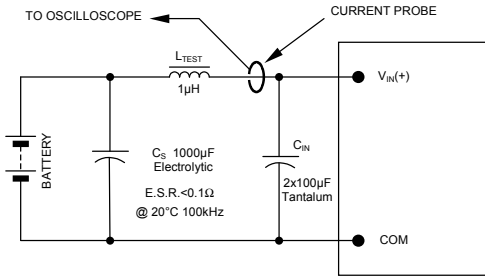 TO OSCILLOSCOPE
CURRENT PROBE
LTEST
1μH
VIN(+)
BATTERY
CS 1000μF
Electrolytic
E.S.R.<0.1Ω
@ 20°C 100kHz
CIN
2x100μF
Tantalum
COM